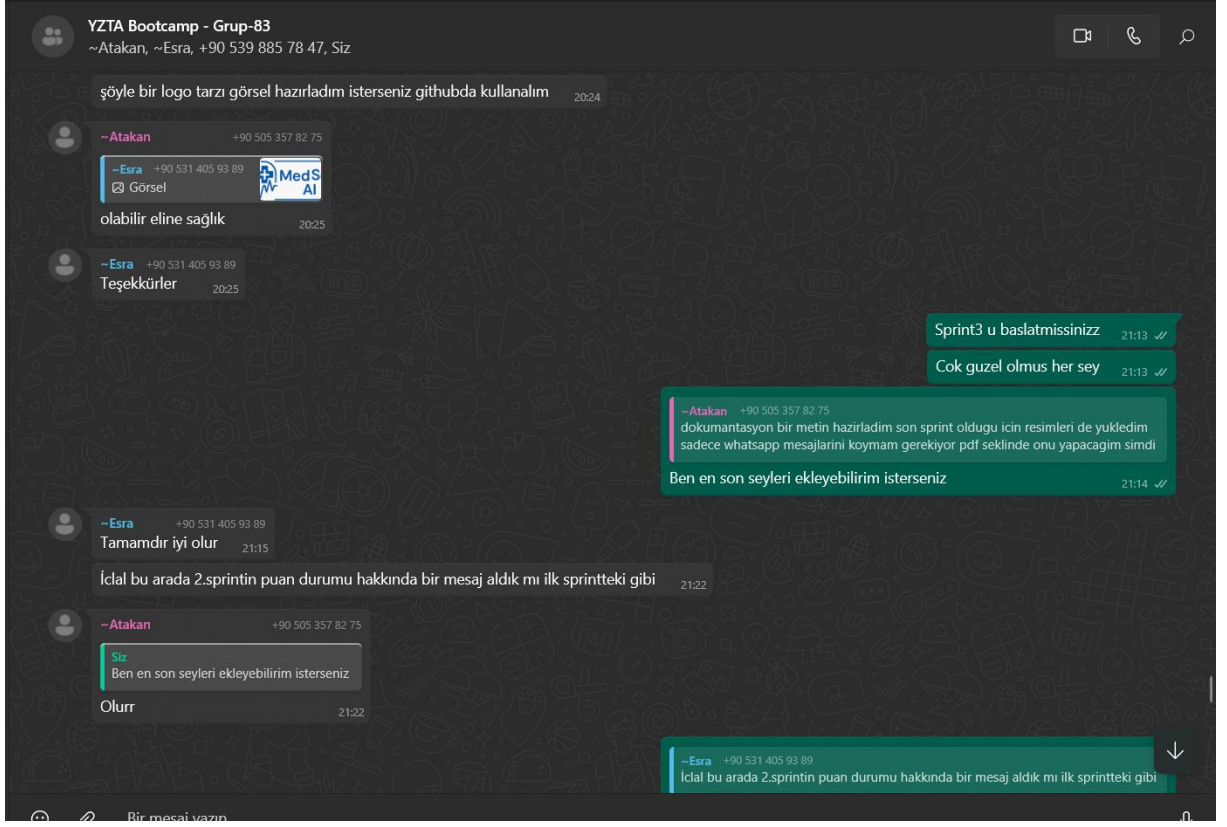 YZTA Bootcamp - Grup-83
~Atakan, ~Esra, +90 539 885 78 47, Siz
şöyle bir logo tarzı görsel hazırladım isterseniz githubda kullanalım 20:24
~Atakan +90 505 357 82 75
~Esra +90 531 405 93 89
Görsel
MedS
AI
olabilir eline sağlık 20:25
~Esra +90 531 405 93 89
Teşekkürler 20:25
Sprint3 u baslatmissinizz 21:13
Cok guzel olmus her sey 21:13
~Atakan +90 505 357 82 75
dokumantasyon bir metin hazirladim son sprint oldugu icin resimleri de yukledim
sadece whatsapp mesajlarini koymam gerekiyor pdf seklinde onu yapacagim simdi
Ben en son seyleri ekleyebilirim isterseniz 21:14
~Esra +90 531 405 93 89
Tamamdır iyi olur 21:15
İclal bu arada 2.sprintin puan durumu hakkında bir mesaj aldık mı ilk sprintteki gibi 21:22
~Atakan +90 505 357 82 75
Siz
Ben en son seyleri ekleyebilirim isterseniz
Olurr 21:22
~Esra +90 531 405 93 89
İclal bu arada 2.sprintin puan durumu hakkında bir mesaj aldık mı ilk sprintteki gibi
Bir mesaj yazın